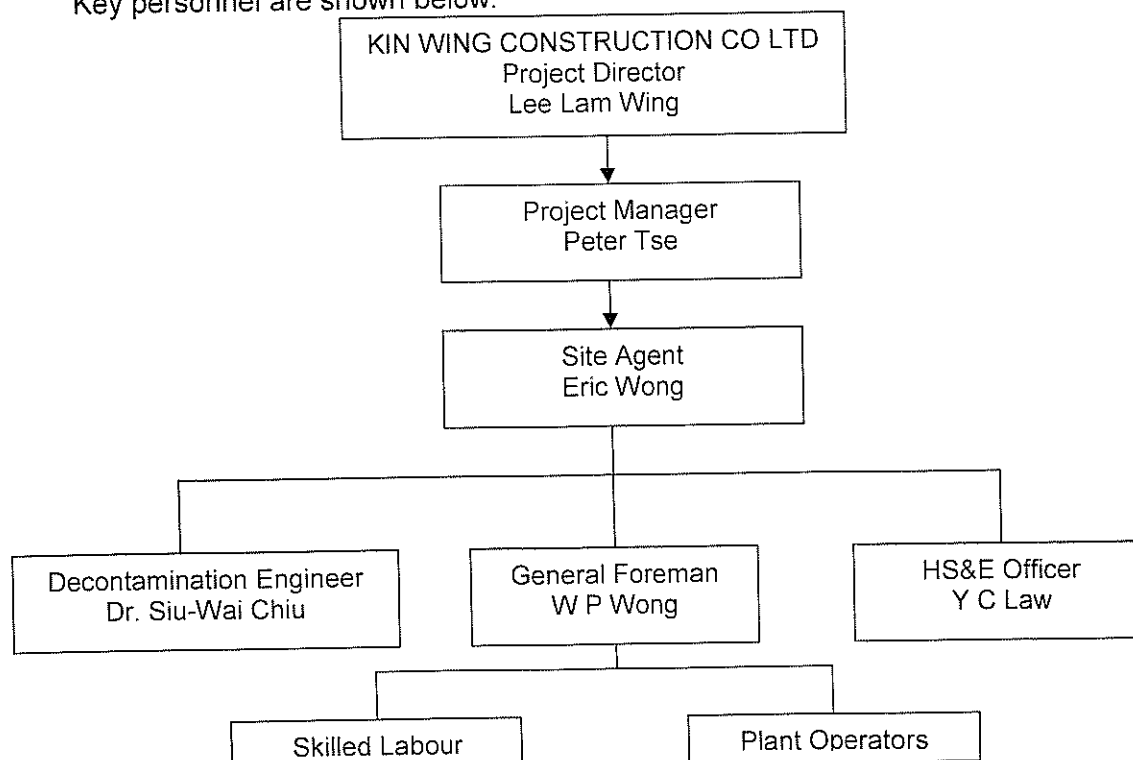 Key personnel are shown below.
KIN WING CONSTRUCTION CO LTD
Project Director
Lee Lam Wing
Project Manager
Peter Tse
Site Agent
Eric Wong
Decontamination Engineer
Dr. Siu-Wai Chiu
General Foreman
W P Wong
HS&E Officer
Y C Law
Skilled Labour
Plant Operators